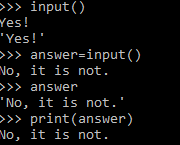 >>> input()
Yes!
'Yes!'
>>> answer=input()
No, it is not.
>>> answer
'No, it is not.'
>>> print(answer)
No, it is not.